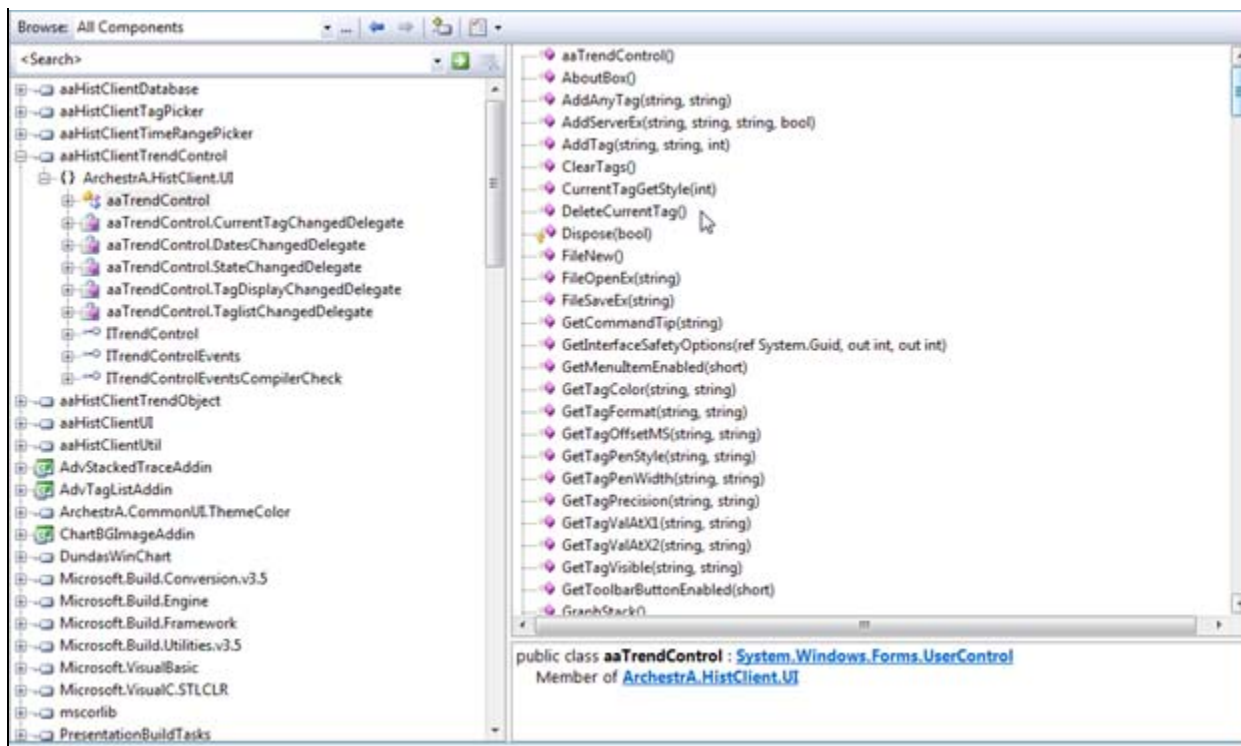 Browse: All Components
...
<Search>
aaHistClientDatabase
aaHistClientTagPicker
aaHistClientTimeRangePicker
aaHistClientTrendControl
{} ArchestrA.HistClient.UI
aaTrendControl
aaTrendControl.CurrentTagChangedDelegate
aaTrendControl.DatesChangedDelegate
aaTrendControl.StateChangedDelegate
aaTrendControl.TagDisplayChangedDelegate
aaTrendControl.TaglistChangedDelegate
ITrendControl
ITrendControlEvents
ITrendControlEventsCompilerCheck
aaHistClientTrendObject
aaHistClientUI
aaHistClientUtil
AdvStackedTraceAddin
AdvTagListAddin
ArchestrA.CommonUI.ThemeColor
ChartBGImageAddin
DundasWinChart
Microsoft.Build.Conversion.v3.5
Microsoft.Build.Engine
Microsoft.Build.Framework
Microsoft.Build.Utilities.v3.5
Microsoft.VisualBasic
Microsoft.VisualC.STLCLR
mscorlib
PresentationBuildTasks
aaTrendControl()
AboutBox()
AddAnyTag(string, string)
AddServerEx(string, string, string, bool)
AddTag(string, string, int)
ClearTags()
CurrentTagGetStyle(int)
DeleteCurrentTag()
Dispose(bool)
FileNew()
FileOpenEx(string)
FileSaveEx(string)
GetCommandTip(string)
GetInterfaceSafetyOptions(ref System.Guid, out int, out int)
GetMenuItemEnabled(short)
GetTagColor(string, string)
GetTagFormat(string, string)
GetTagOffsetMS(string, string)
GetTagPenStyle(string, string)
GetTagPenWidth(string, string)
GetTagPrecision(string, string)
GetTagValAtX1(string, string)
GetTagValAtX2(string, string)
GetTagVisible(string, string)
GetToolbarButtonEnabled(short)
GraphStack()
public class aaTrendControl : System.Windows.Forms.UserControl
Member of ArchestrA.HistClient.UI